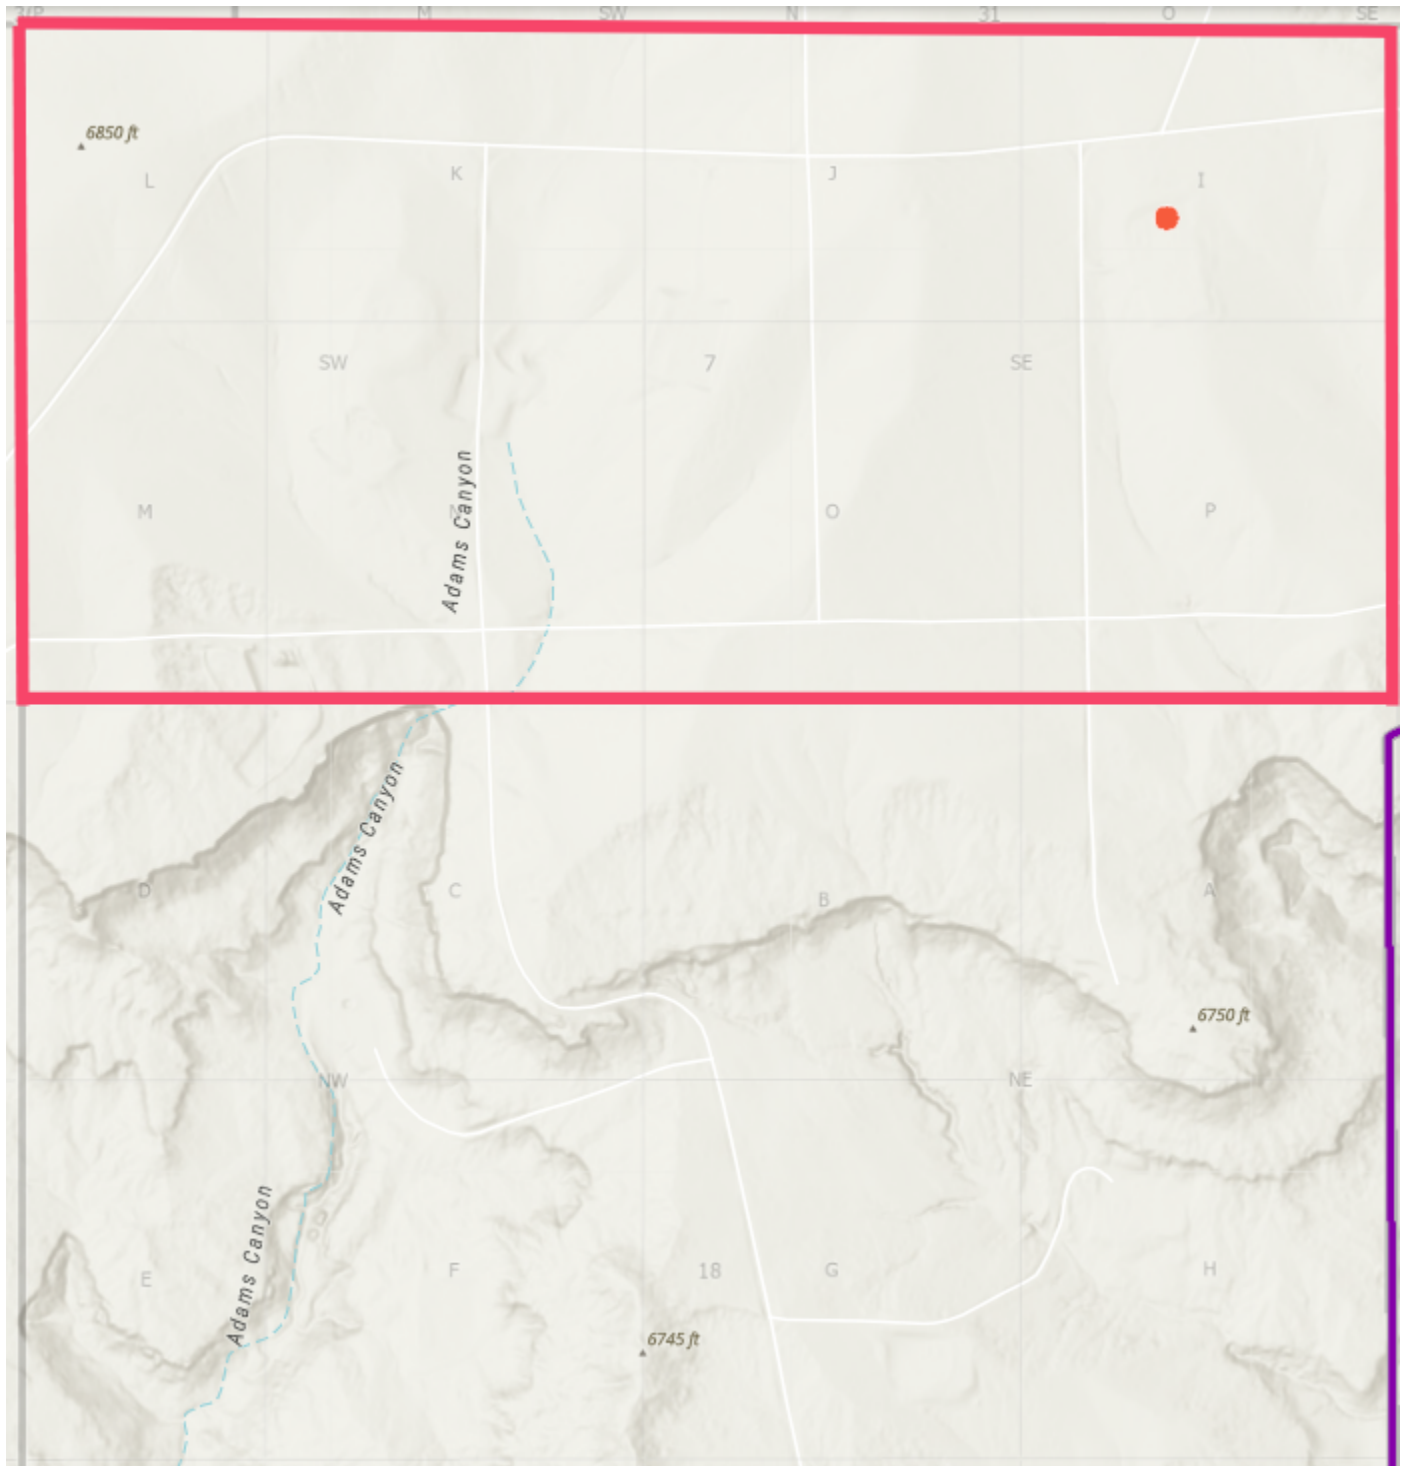 M SW N 31 O SE
6850 ft
L K J I
SW 7 SE
Adams Canyon
M O P
Adams Canyon
D C B A
6750 ft
NW NE
Adams Canyon
E F 18 G H
6745 ft